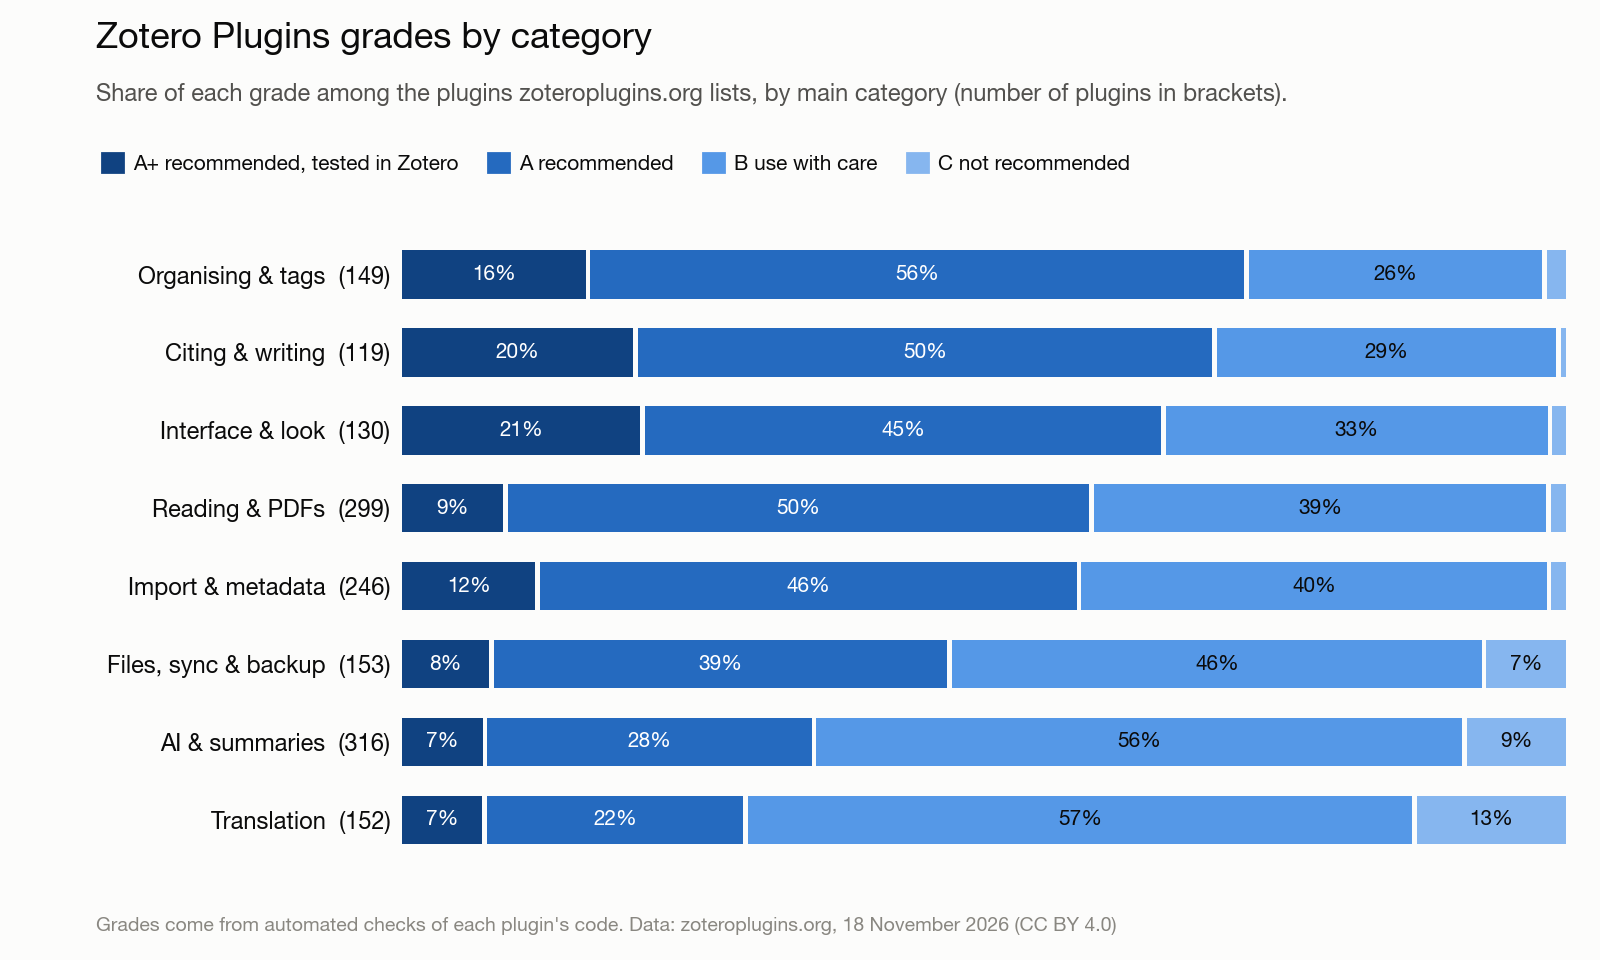 Zotero Plugins grades by category
Share of each grade among the plugins zoteroplugins.org lists, by main category (number of plugins in brackets).
A+ recommended, tested in Zotero A recommended B use with care C not recommended
Organising & tags (149) 16% 56% 26%
Citing & writing (119) 20% 50% 29%
Interface & look (130) 21% 45% 33%
Reading & PDFs (299) 9% 50% 39%
Import & metadata (246) 12% 46% 40%
Files, sync & backup (153) 8% 39% 46% 7%
AI & summaries (316) 7% 28% 56% 9%
Translation (152) 7% 22% 57% 13%
Grades come from automated checks of each plugin's code. Data: zoteroplugins.org, 18 November 2026 (CC BY 4.0)